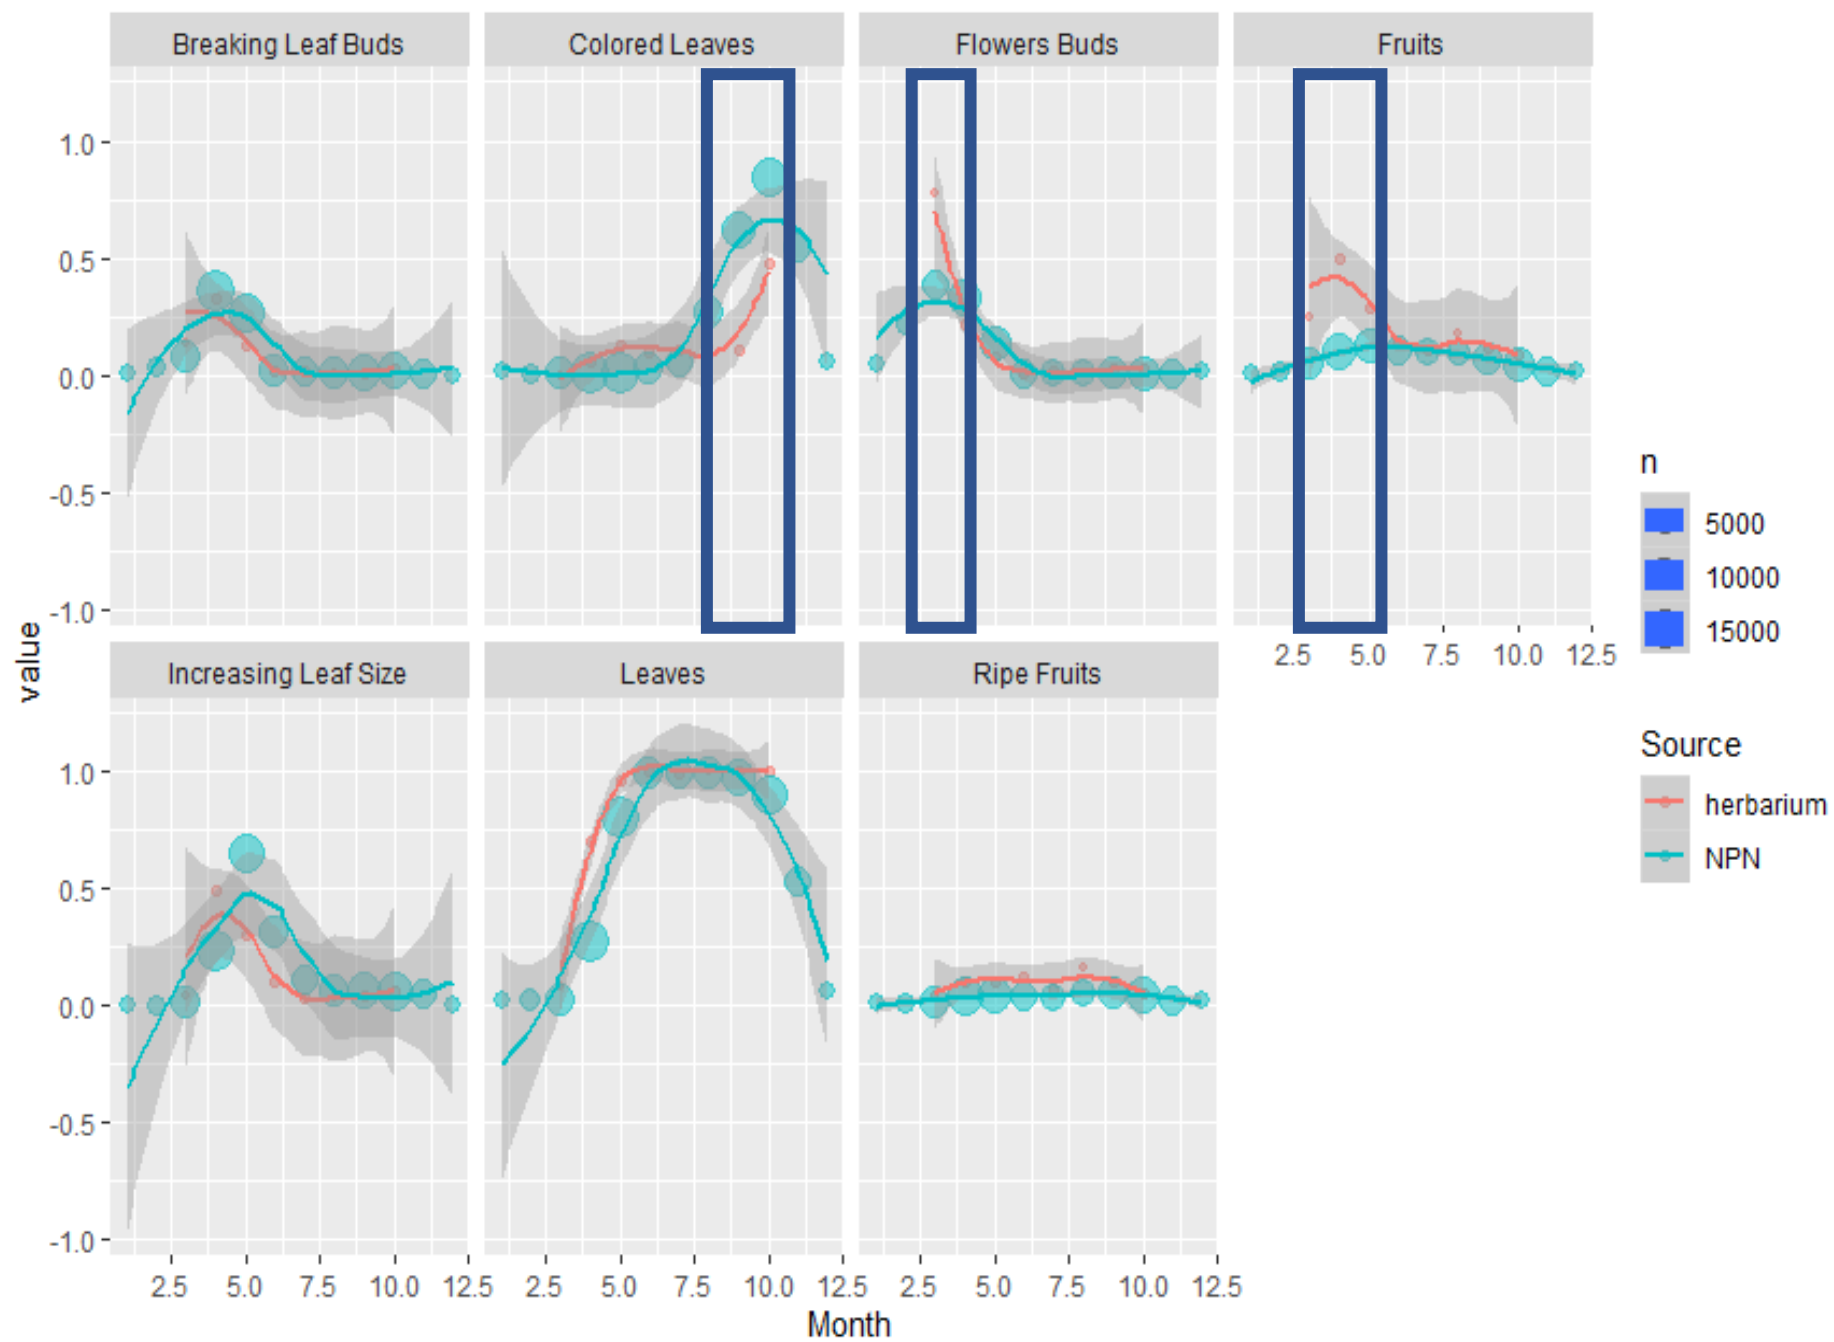 Breaking Leaf Buds
Colored Leaves
Flowers Buds
Fruits
1.0
0.5
0.0
-0.5
-1.0
2.5 5.0 7.5 10.0 12.5
Increasing Leaf Size
Leaves
Ripe Fruits
1.0
0.5
0.0
-0.5
-1.0
2.5 5.0 7.5 10.0 12.5
2.5 5.0 7.5 10.0 12.5
2.5 5.0 7.5 10.0 12.5
value
Month
n
5000
10000
15000
Source
herbarium
NPN